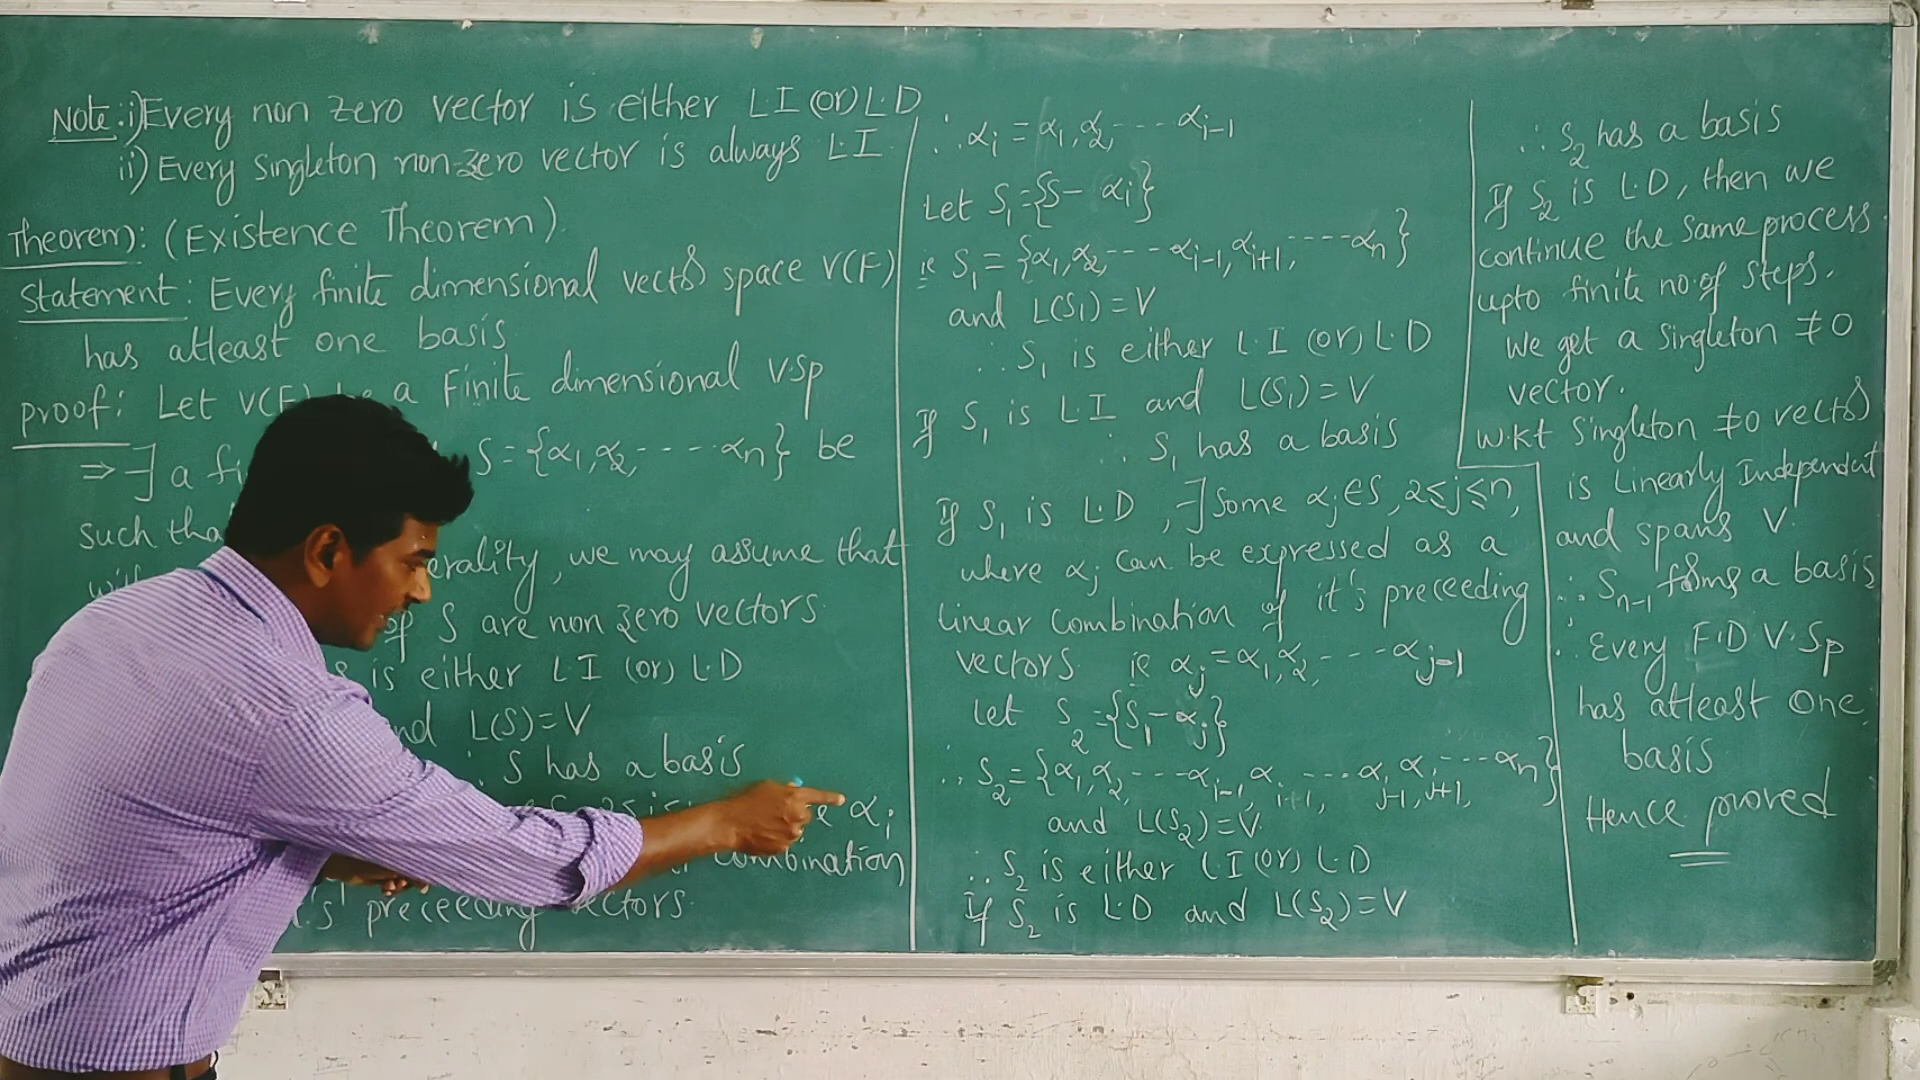 Note: i) Every non zero vector is either L.I (or) L.D
ii) Every singleton non-zero vector is always L.I.
Theorem: (Existence Theorem).
Statement: Every finite dimensional vector space V(F)
has atleast one basis
proof: Let V(F) be a Finite dimensional v.sp
⇒ ∃ a fi S = {α₁, α₂, ---- αₙ} be
such tha
erality, we may assume that
of S are non zero vectors.
S is either L.I (or) L.D
and L(S) = V
∴ S has a basis
αᵢ
combination
preceeding vectors.
∴ αᵢ = α₁, α₂, ---- αᵢ₋₁
Let S₁ = {S - αᵢ}
ie S₁ = {α₁, α₂, ---- αᵢ₋₁, αᵢ₊₁, ---- αₙ}
and L(S₁) = V
∴ S₁ is either L.I (or) L.D
If S₁ is L.I and L(S₁) = V
∴ S₁ has a basis
If S₁ is L.D, ∃ some αⱼ ∈ S, 2 ≤ j ≤ n,
where αⱼ can be expressed as a
linear combination of it's preceeding
vectors ie αⱼ = α₁, α₂, ---- αⱼ₋₁
let S₂ = {S₁ - αⱼ}
∴ S₂ = {α₁, α₂, ---- αᵢ₋₁, αᵢ₊₁, ---- αⱼ₋₁, αⱼ₊₁, ---- αₙ}
and L(S₂) = V.
∴ S₂ is either L.I (or) L.D
If S₂ is L.D and L(S₂) = V
∴ S₂ has a basis
If S₂ is L.D, then we
continue the same process
upto finite no.of steps.
We get a singleton ≠ 0
vector.
W.k.t Singleton ≠0 vector
is Linearly Independent
and spans V.
∴ Sₙ₋₁ forms a basis
∴ Every F.D V.Sp
has atleast one
basis
Hence proved